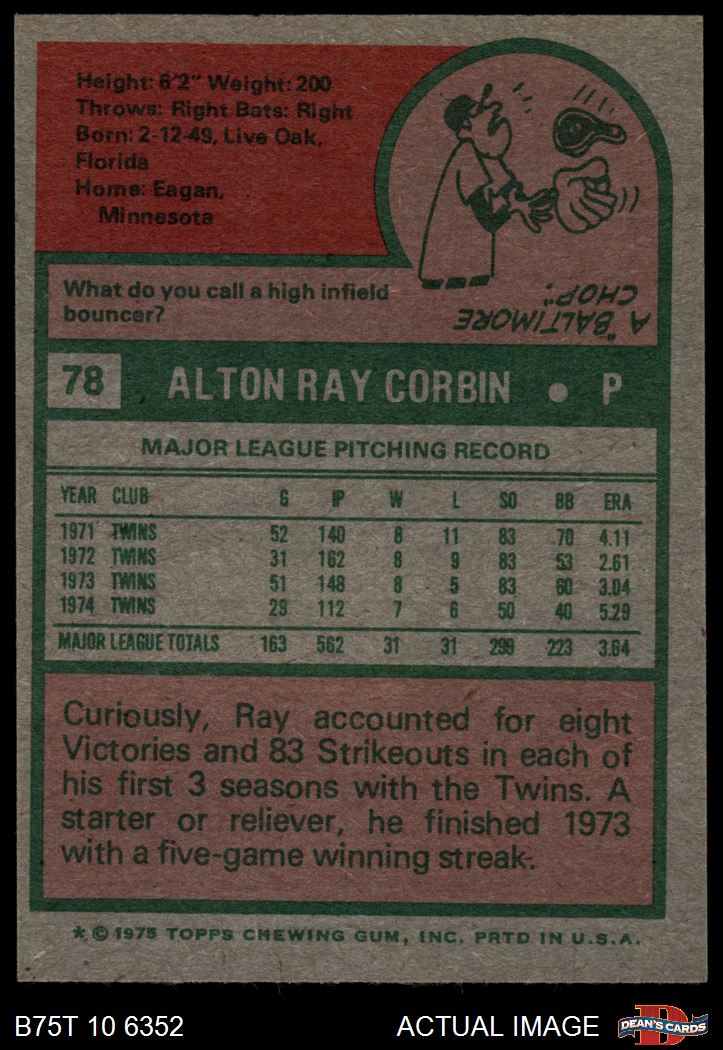 Height: 6'2" Weight: 200
Throws: Right Bats: Right
Born: 2-12-49, Live Oak,
Florida
Home: Eagan,
Minnesota
What do you call a high infield
bouncer?
A "BALTIMORE
CHOP".
78 ALTON RAY CORBIN • P
MAJOR LEAGUE PITCHING RECORD
YEAR CLUB G IP W L SO BB ERA
1971 TWINS 52 140 8 11 83 70 4.11
1972 TWINS 31 162 8 9 83 53 2.61
1973 TWINS 51 148 8 5 83 60 3.04
1974 TWINS 29 112 7 6 50 40 5.29
MAJOR LEAGUE TOTALS 163 562 31 31 299 223 3.64
Curiously, Ray accounted for eight
Victories and 83 Strikeouts in each of
his first 3 seasons with the Twins. A
starter or reliever, he finished 1973
with a five-game winning streak.
* © 1975 TOPPS CHEWING GUM, INC. PRTD IN U.S.A.
B75T 10 6352 ACTUAL IMAGE
DEAN'S CARDS